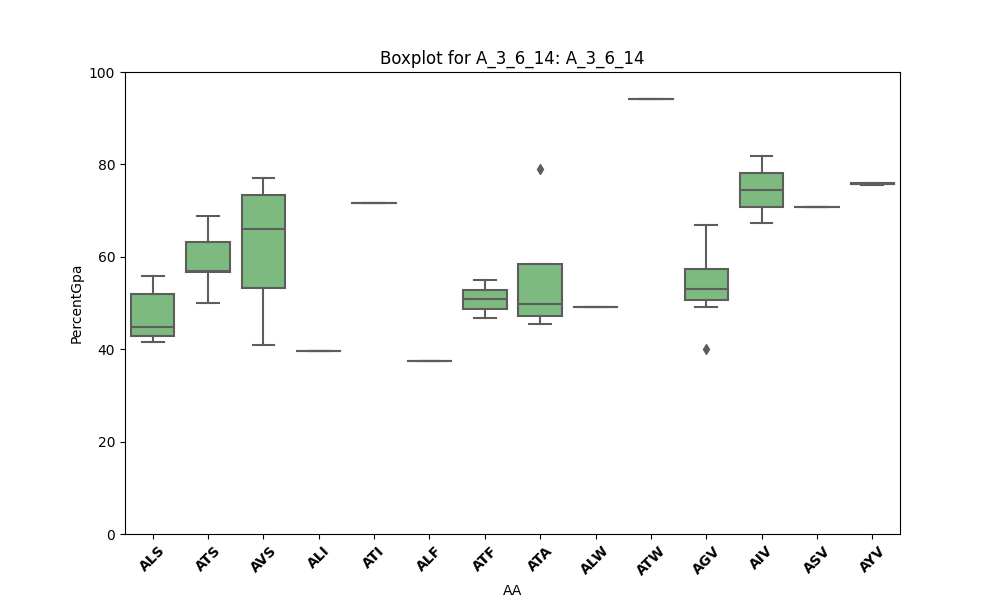 Boxplot for A_3_6_14: A_3_6_14
PercentGpa
100
80
60
40
20
0
ALS ATS AVS ALI ATI ALF ATF ATA ALW ATW AGV AIV ASV AYV
AA